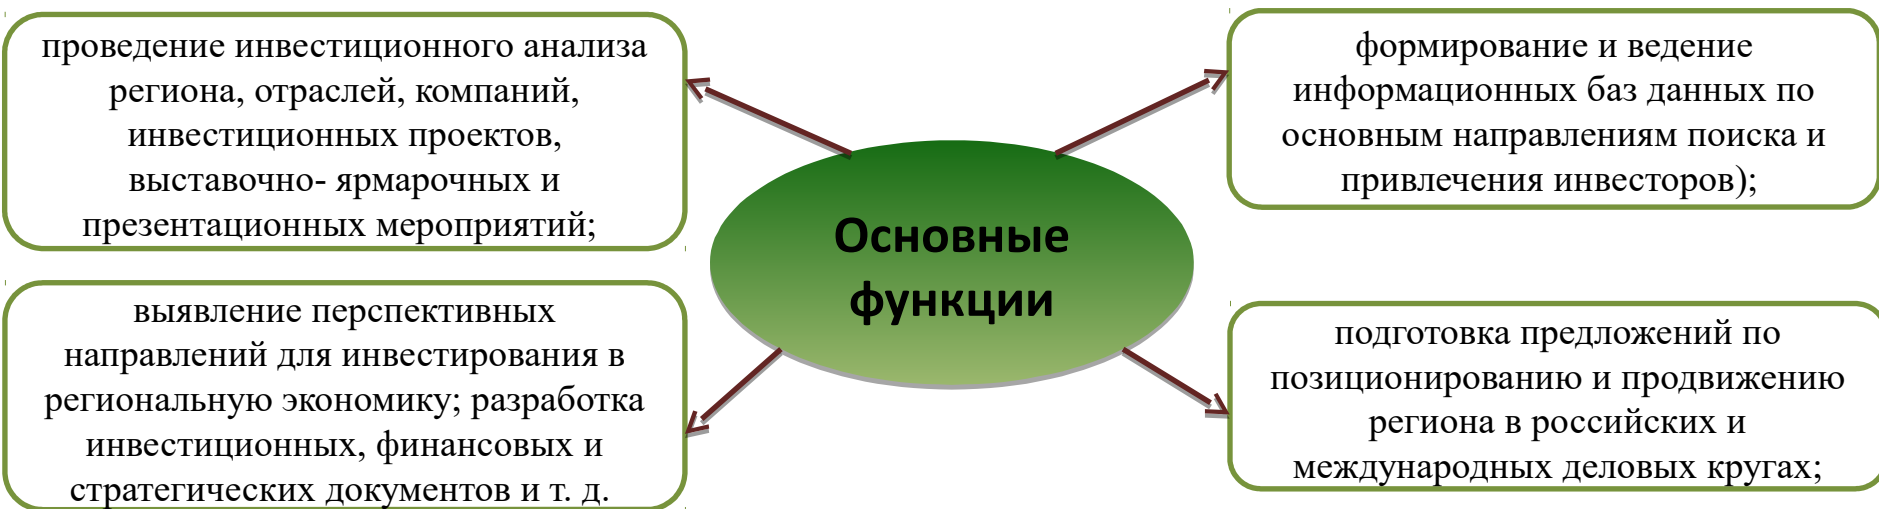 проведение инвестиционного анализа
региона, отраслей, компаний,
инвестиционных проектов,
выставочно- ярмарочных и
презентационных мероприятий;
формирование и ведение
информационных баз данных по
основным направлениям поиска и
привлечения инвесторов);
Основные
функции
выявление перспективных
направлений для инвестирования в
региональную экономику; разработка
инвестиционных, финансовых и
стратегических документов и т. д.
подготовка предложений по
позиционированию и продвижению
региона в российских и
международных деловых кругах;